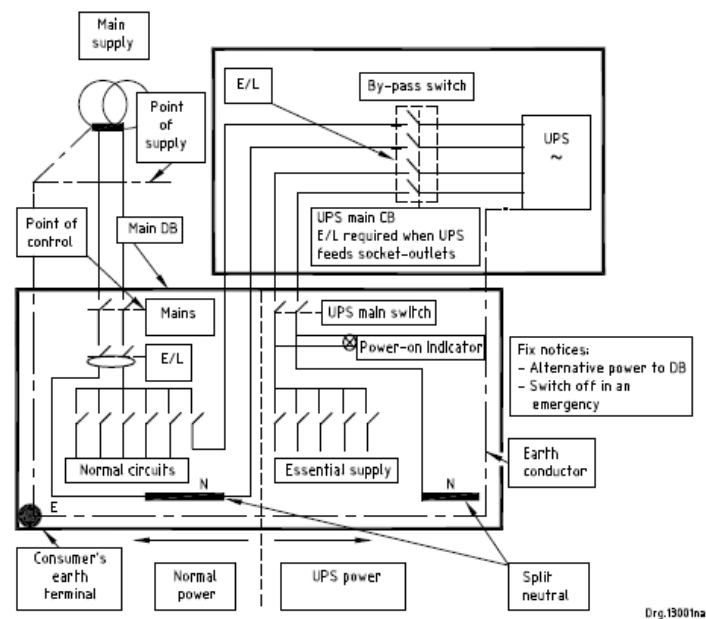 Main
supply
E/L
By-pass switch
Point
of
supply
UPS
~
Point of
control
Main DB
UPS main CB
E/L required when UPS
feeds socket-outlets
Mains
UPS main switch
Power-on indicator
E/L
Fix notices:
- Alternative power to DB
- Switch off in an
emergency
Normal circuits
Essential supply
Earth
conductor
N
N
E
Consumer's
earth
terminal
Normal
power
UPS power
Split
neutral
Drg.13001na